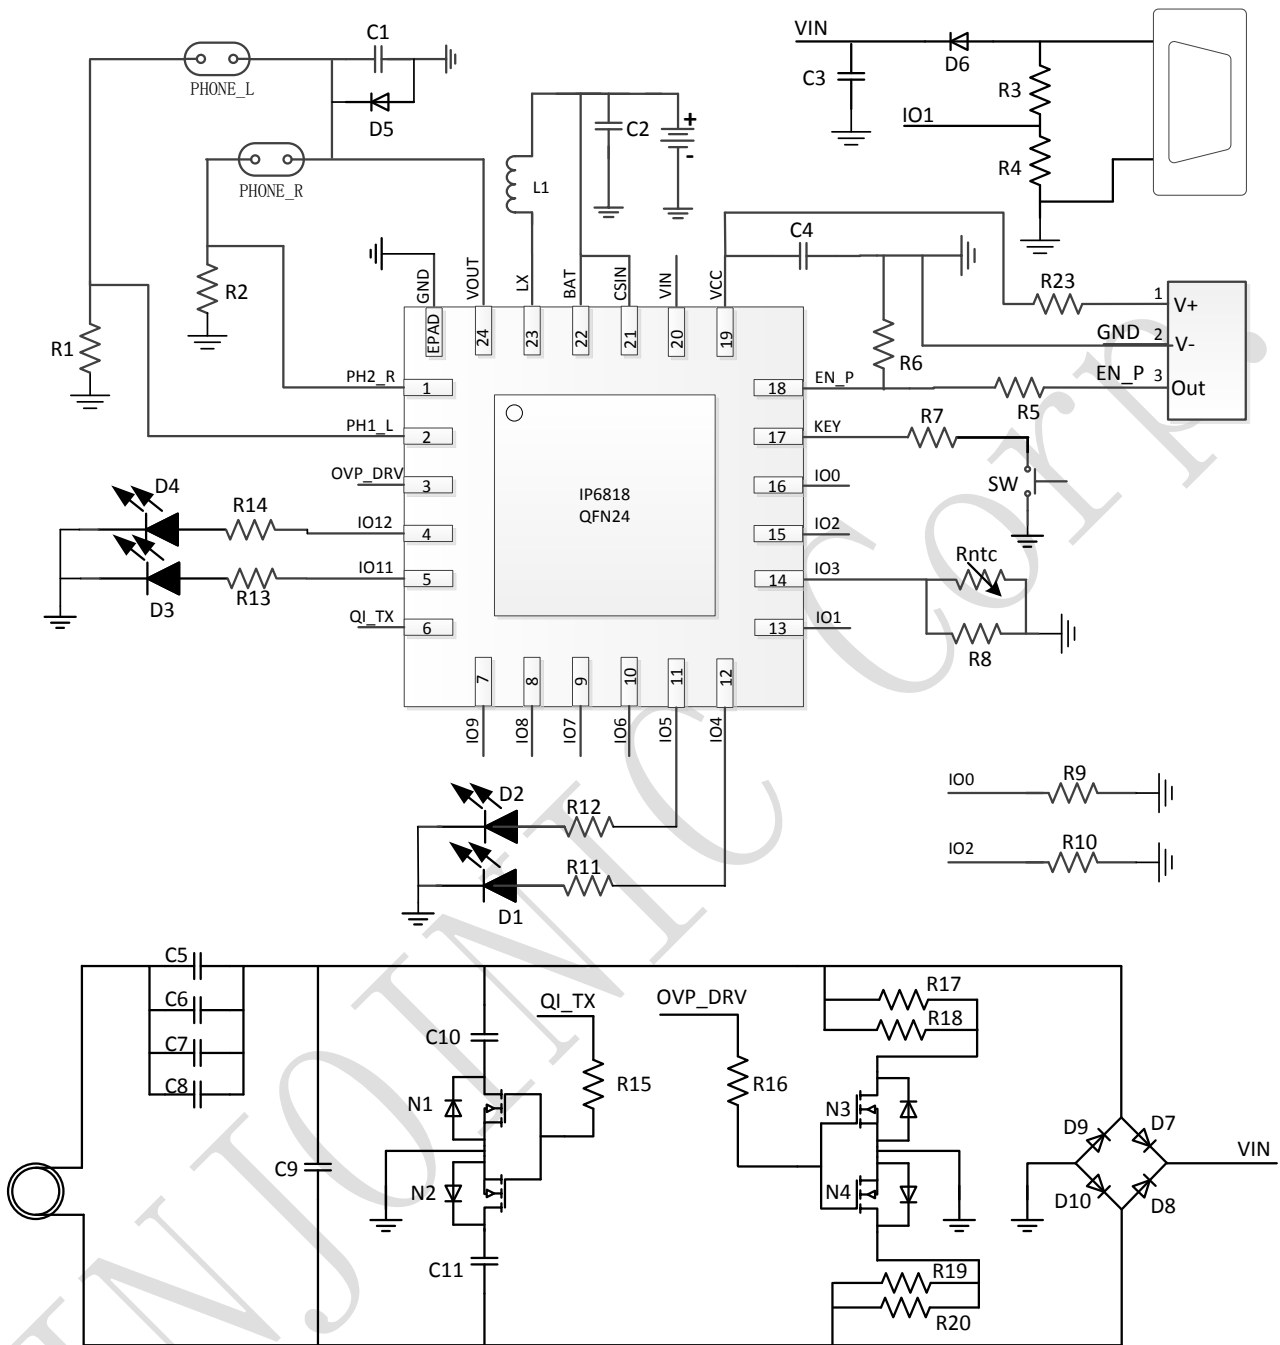 C1
PHONE_L
D5
PHONE_R
VIN
D6
C3
R3
IO1
R4
+
C2
-
L1
C4
R23
1
V+
GND
2
V-
EN_P
3
Out
R6
R5
R7
SW
Rntc
R8
R2
R1
GND
VOUT
LX
BAT
CSIN
VIN
VCC
EPAD
24
23
22
21
20
19
PH2_R
1
PH1_L
2
OVP_DRV
3
IO12
4
IO11
5
QI_TX
6
18
EN_P
17
KEY
16
IO0
15
IO2
14
IO3
13
IO1
IP6818
QFN24
7
8
9
10
11
12
IO9
IO8
IO7
IO6
IO5
IO4
D4
R14
D3
R13
D2
R12
R11
D1
IO0
R9
IO2
R10
C5
C6
C7
C8
C9
C10
QI_TX
R15
N1
N2
C11
OVP_DRV
R16
R17
R18
N3
N4
R19
R20
D9
D7
D10
D8
VIN
INJOINIC Corp.